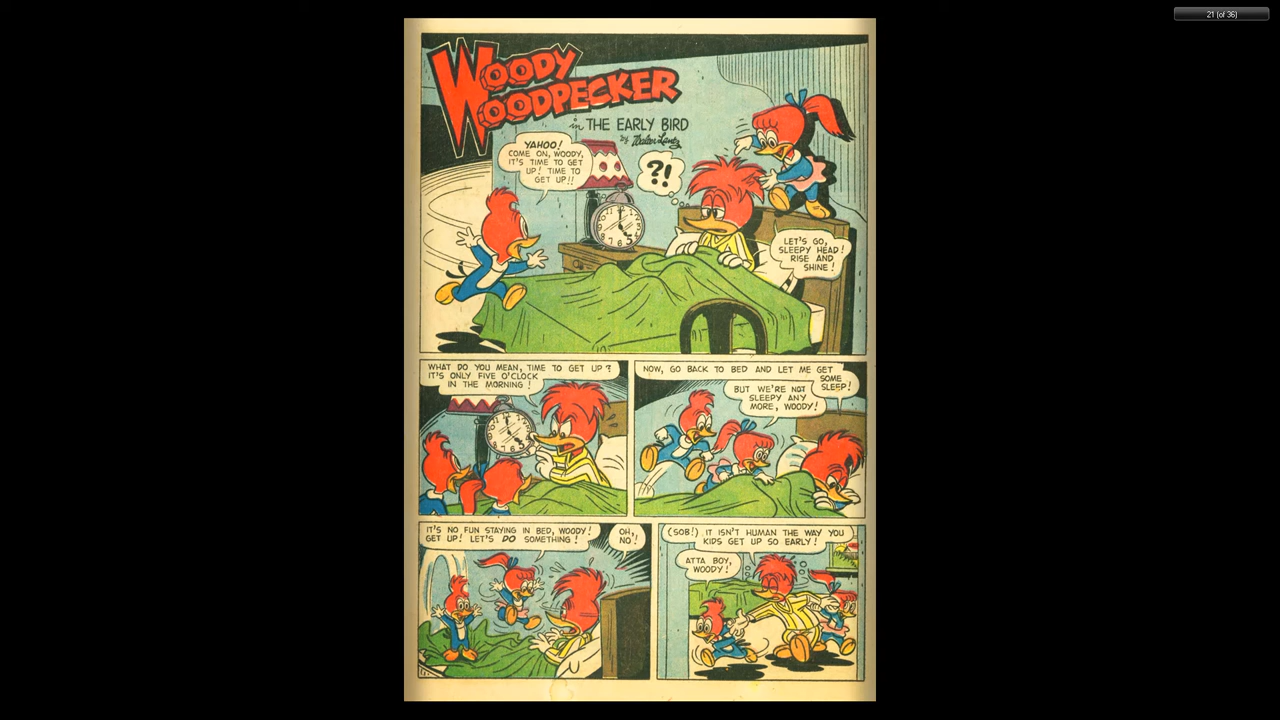 21 (of 36)
WOODY
WOODPECKER
in THE EARLY BIRD
by Walter Lantz
YAHOO!
COME ON, WOODY,
IT'S TIME TO GET
UP! TIME TO
GET UP!!
?!
LET'S GO,
SLEEPY HEAD!
RISE AND
SHINE!
WHAT DO YOU MEAN, TIME TO GET UP?
IT'S ONLY FIVE O'CLOCK
IN THE MORNING!
NOW, GO BACK TO BED AND LET ME GET
SOME
SLEEP!
BUT WE'RE NOT
SLEEPY ANY
MORE, WOODY!
IT'S NO FUN STAYING IN BED, WOODY!
GET UP! LET'S DO SOMETHING!
OH,
NO!
(SOB!) IT ISN'T HUMAN THE WAY YOU
KIDS GET UP SO EARLY!
ATTA BOY,
WOODY!